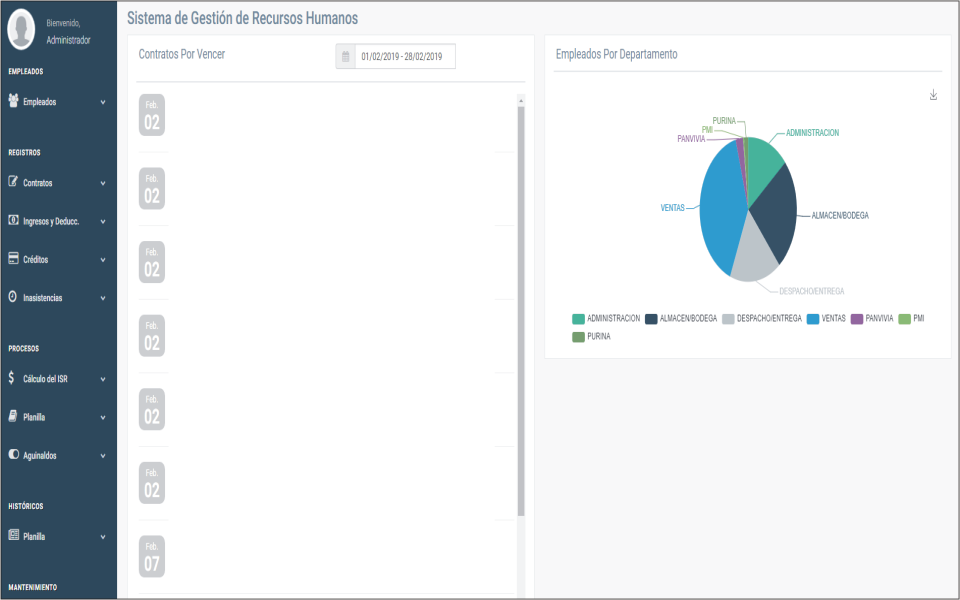 Bienvenido,
Administrador
EMPLEADOS
Empleados
REGISTROS
Contratos
Ingresos y Deducc.
Créditos
Inasistencias
PROCESOS
Cálculo del ISR
Planilla
Aguinaldos
HISTÓRICOS
Planilla
MANTENIMIENTO
Sistema de Gestión de Recursos Humanos
Contratos Por Vencer
01/02/2019 - 28/02/2019
Feb.
02
Feb.
02
Feb.
02
Feb.
02
Feb.
02
Feb.
02
Feb.
07
Empleados Por Departamento
PURINA
PMI
PANVIVIA
ADMINISTRACION
VENTAS
ALMACEN/BODEGA
DESPACHO/ENTREGA
ADMINISTRACION ALMACEN/BODEGA DESPACHO/ENTREGA VENTAS PANVIVIA PMI
PURINA